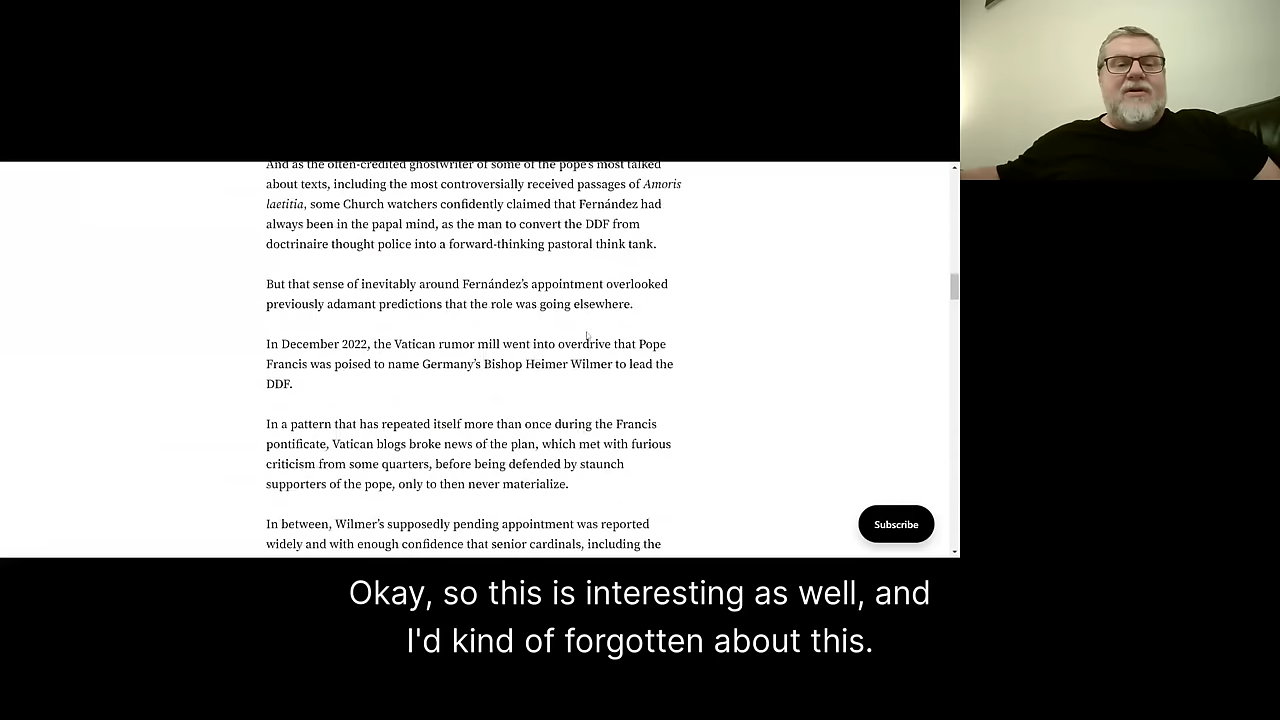 And as the often-credited ghostwriter of some of the pope's most talked
about texts, including the most controversially received passages of Amoris
laetitia, some Church watchers confidently claimed that Fernández had
always been in the papal mind, as the man to convert the DDF from
doctrinaire thought police into a forward-thinking pastoral think tank.
But that sense of inevitably around Fernández’s appointment overlooked
previously adamant predictions that the role was going elsewhere.
In December 2022, the Vatican rumor mill went into overdrive that Pope
Francis was poised to name Germany’s Bishop Heimer Wilmer to lead the
DDF.
In a pattern that has repeated itself more than once during the Francis
pontificate, Vatican blogs broke news of the plan, which met with furious
criticism from some quarters, before being defended by staunch
supporters of the pope, only to then never materialize.
In between, Wilmer’s supposedly pending appointment was reported
widely and with enough confidence that senior cardinals, including the
Subscribe
Okay, so this is interesting as well, and
I'd kind of forgotten about this.